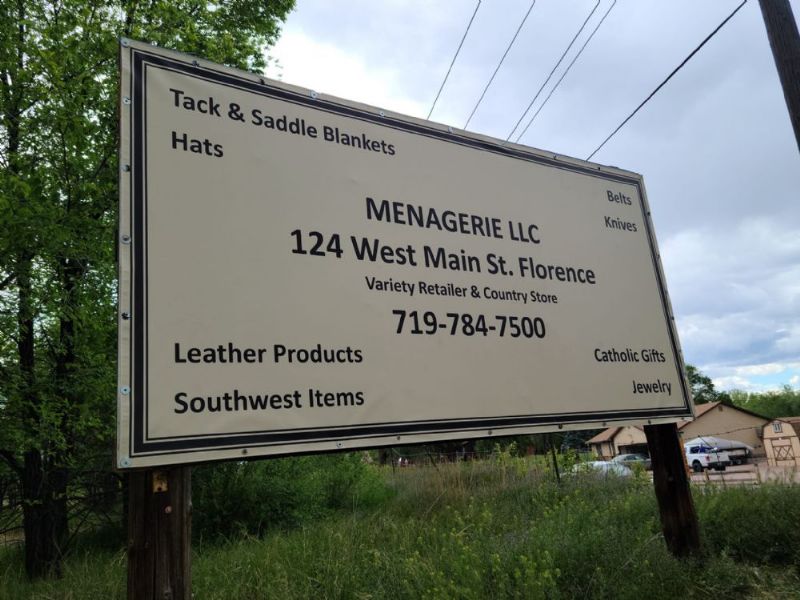 Tack & Saddle Blankets
Hats
Belts
Knives
MENAGERIE LLC
124 West Main St. Florence
Variety Retailer & Country Store
719-784-7500
Leather Products
Southwest Items
Catholic Gifts
Jewelry